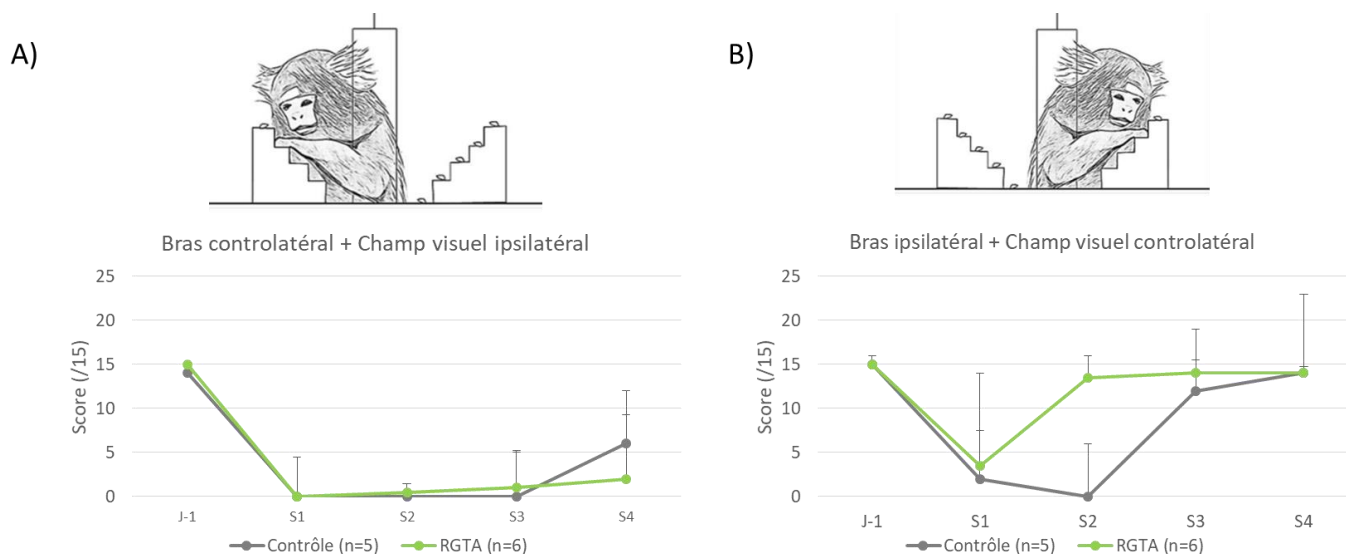 A)
B)
Bras controlatéral + Champ visuel ipsilatéral
25
20
15
10
5
0
Score (/15)
J-1 S1 S2 S3 S4
Contrôle (n=5) RGTA (n=6)
Bras ipsilatéral + Champ visuel controlatéral
25
20
15
10
5
0
Score (/15)
J-1 S1 S2 S3 S4
Contrôle (n=5) RGTA (n=6)